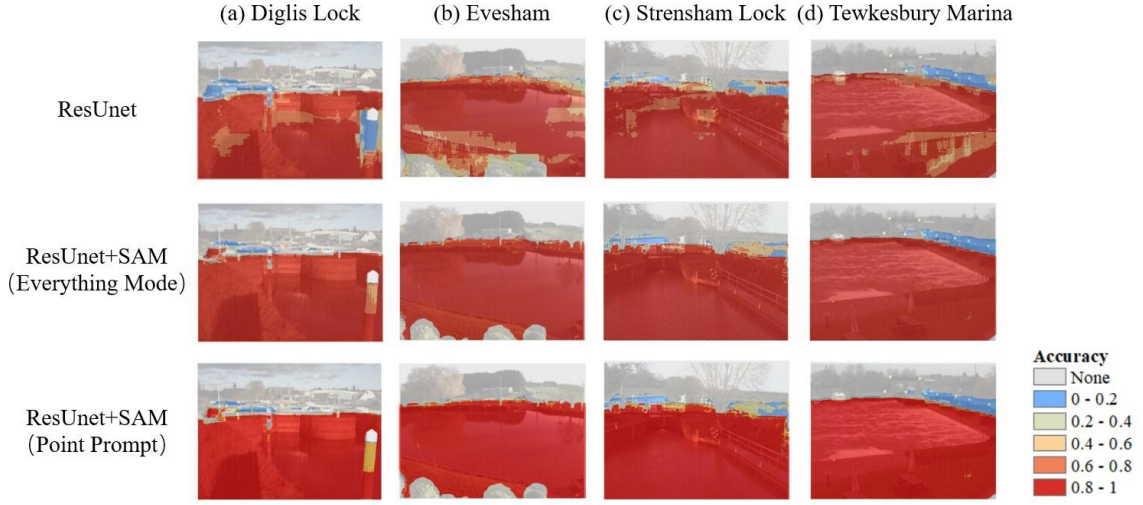 (a) Diglis Lock
(b) Evesham
(c) Strensham Lock
(d) Tewkesbury Marina
ResUnet
ResUnet+SAM
（Everything Mode）
ResUnet+SAM
（Point Prompt）
Accuracy
None
0 - 0.2
0.2 - 0.4
0.4 - 0.6
0.6 - 0.8
0.8 - 1